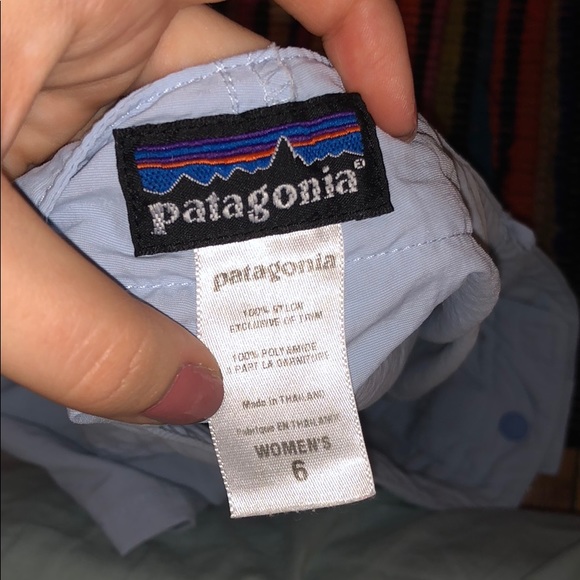 patagonia®
patagonia
100% NYLON
EXCLUSIVE OF TRIM
100% POLYAMIDE
A PART LA GARNITURE
Made in THAILAND
Fabrique EN THAILANDE
WOMEN'S
6